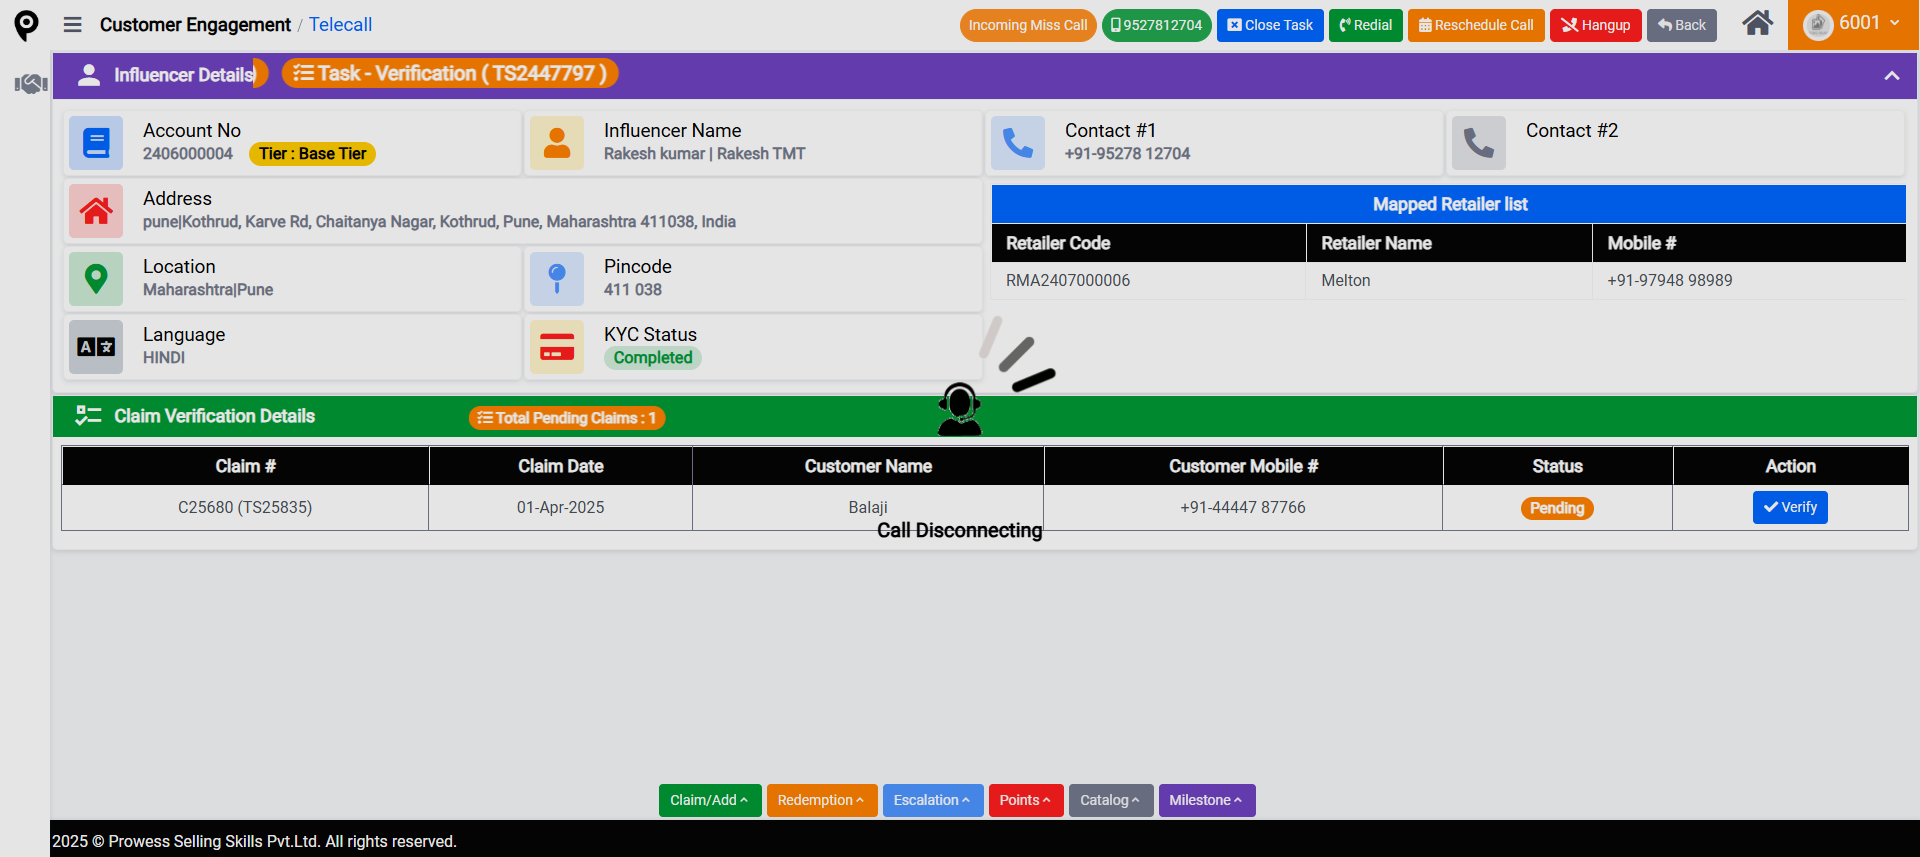 Customer Engagement / Telecall
Incoming Miss Call
9527812704
Close Task
Redial
Reschedule Call
Hangup
Back
6001
Influencer Details
Task - Verification ( TS2447797 )
Account No
2406000004
Tier : Base Tier
Influencer Name
Rakesh kumar | Rakesh TMT
Contact #1
+91-95278 12704
Contact #2
Address
pune|Kothrud, Karve Rd, Chaitanya Nagar, Kothrud, Pune, Maharashtra 411038, India
Mapped Retailer list
Retailer Code Retailer Name Mobile #
RMA2407000006 Melton +91-97948 98989
Location
Maharashtra|Pune
Pincode
411 038
Language
HINDI
KYC Status
Completed
Claim Verification Details
Total Pending Claims : 1
Claim # Claim Date Customer Name Customer Mobile # Status Action
C25680 (TS25835) 01-Apr-2025 Balaji +91-44447 87766 Pending Verify
Call Disconnecting
Claim/Add Redemption Escalation Points Catalog Milestone
2025 © Prowess Selling Skills Pvt.Ltd. All rights reserved.